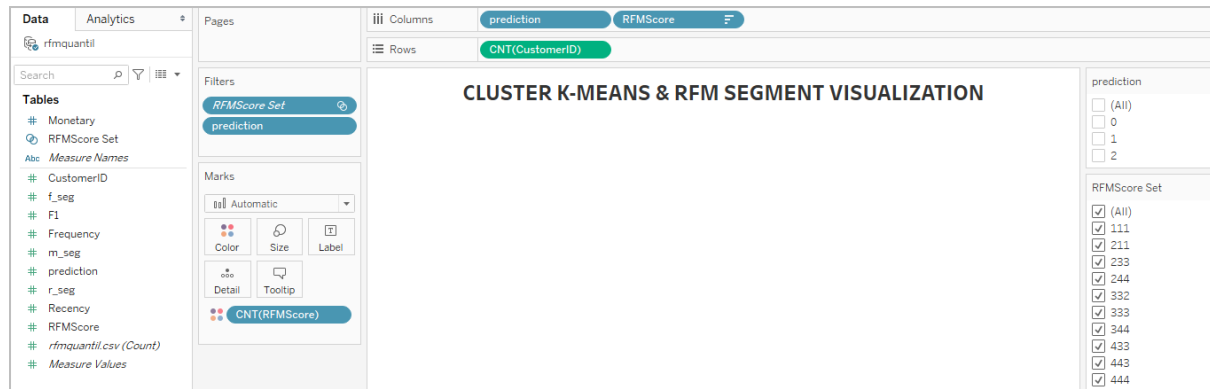 Data Analytics
rfmquantil
Search
Tables
# Monetary
RFMScore Set
Abc Measure Names
# CustomerID
# f_seg
# F1
# Frequency
# m_seg
# prediction
# r_seg
# Recency
# RFMScore
# rfmquantil.csv (Count)
# Measure Values
Pages
Filters
RFMScore Set
prediction
Marks
Automatic
Color Size Label
T
Detail Tooltip
CNT(RFMScore)
Columns prediction RFMScore
Rows CNT(CustomerID)
CLUSTER K-MEANS & RFM SEGMENT VISUALIZATION
prediction
(All)
0
1
2
RFMScore Set
(All)
111
211
233
244
332
333
344
433
443
444